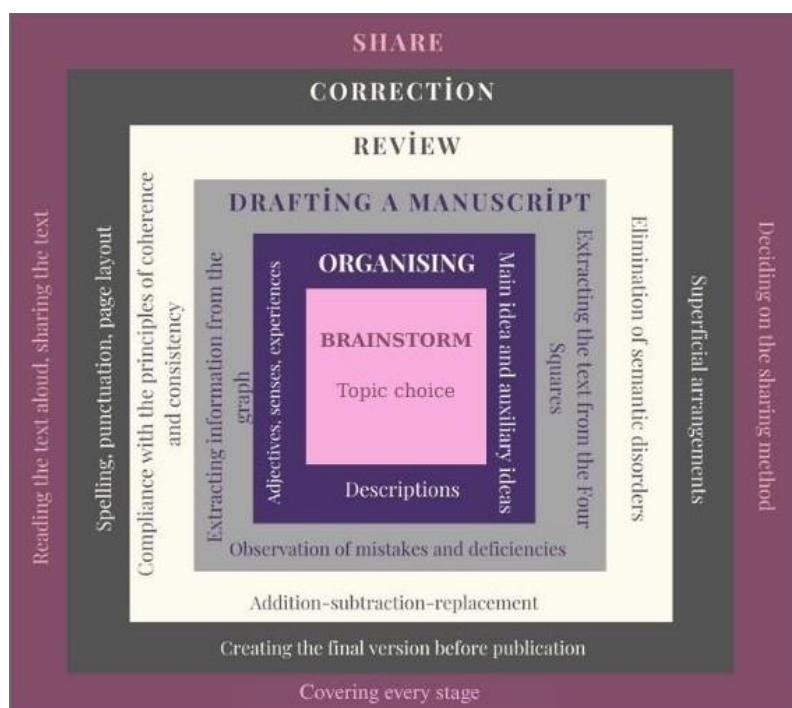 SHARE
CORRECTİON
REVİEW
DRAFTİNG A MANUSCRİPT
ORGANISING
BRAINSTORM
Topic choice
Adjectives, senses, experiences
Main idea and auxiliary ideas
Descriptions
Extracting information from the
graph
Extracting the text from the Four
Squares
Observation of mistakes and deficiencies
Compliance with the principles of coherence
and consistency
Elimination of semantic disorders
Addition-subtraction-replacement
Spelling, punctuation, page layout
Superficial arrangements
Creating the final version before publication
Reading the text aloud, sharing the text
Deciding on the sharing method
Covering every stage